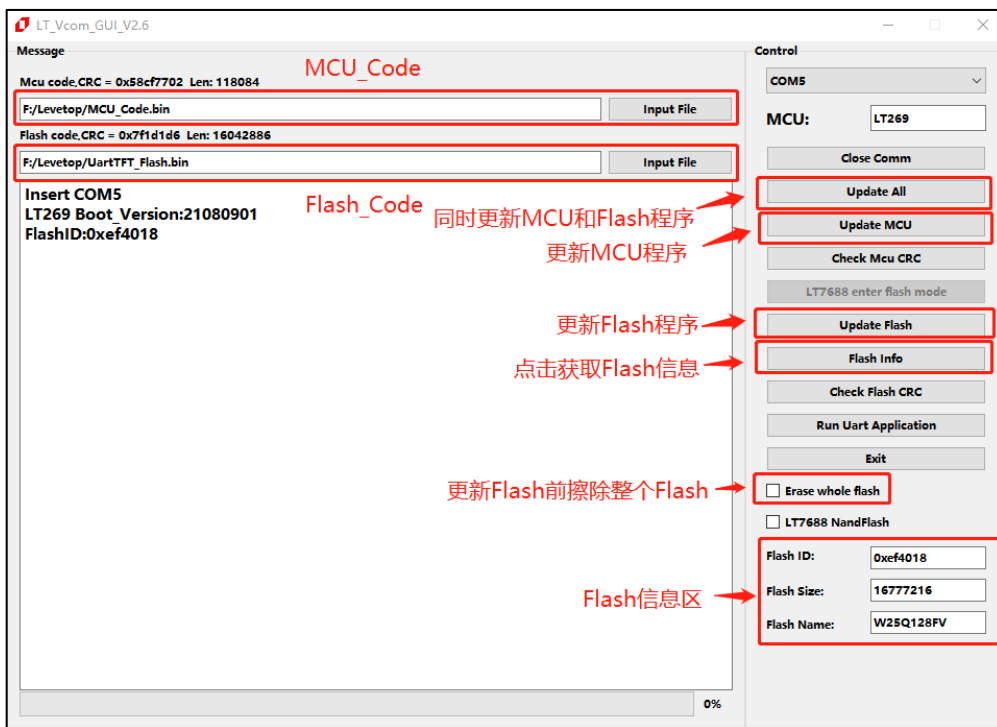 LT_Vcom_GUI_V2.6
Message
Mcu code,CRC = 0x58cf7702 Len: 118084
MCU_Code
F:/Levetop/MCU_Code.bin
Input File
Flash code,CRC = 0x7f1d1d6 Len: 16042886
F:/Levetop/UartTFT_Flash.bin
Input File
Insert COM5
LT269 Boot_Version:21080901
FlashID:0xef4018
Flash_Code
同时更新MCU和Flash程序
更新MCU程序
更新Flash程序
点击获取Flash信息
更新Flash前擦除整个Flash
Flash信息区
0%
Control
COM5
MCU:
LT269
Close Comm
Update All
Update MCU
Check Mcu CRC
LT7688 enter flash mode
Update Flash
Flash Info
Check Flash CRC
Run Uart Application
Exit
Erase whole flash
LT7688 NandFlash
Flash ID:
0xef4018
Flash Size:
16777216
Flash Name:
W25Q128FV